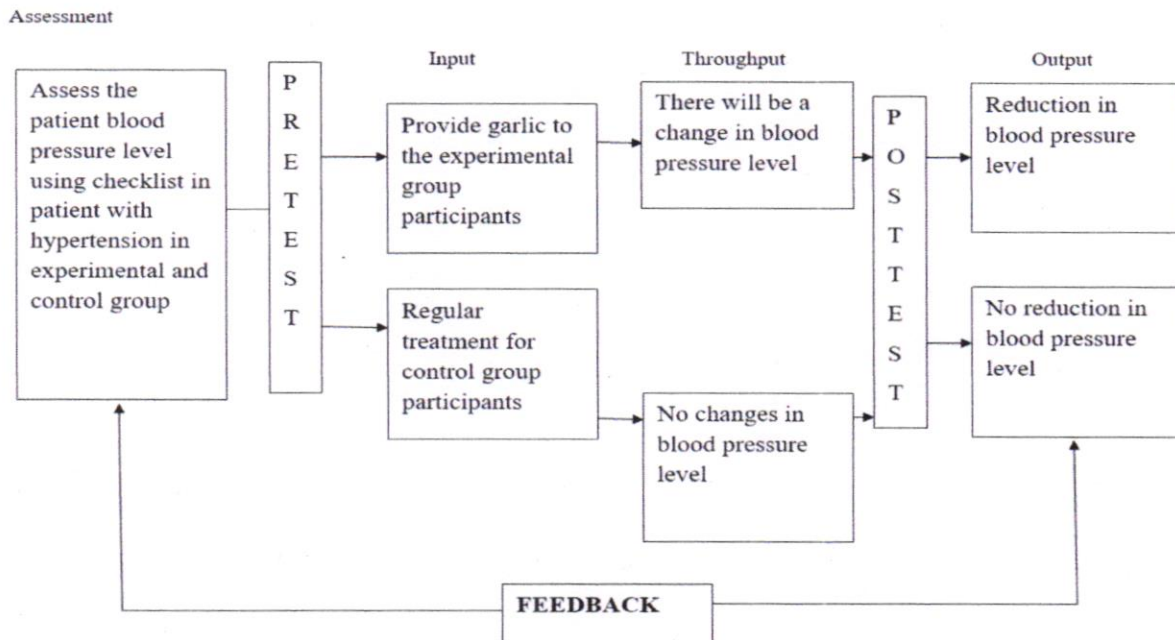 Assessment
Input
Throughput
Output
Assess the
patient blood
pressure level
using checklist in
patient with
hypertension in
experimental and
control group
P
R
E
T
E
S
T
Provide garlic to
the experimental
group
participants
There will be a
change in blood
pressure level
P
O
S
T
T
E
S
T
Reduction in
blood pressure
level
Regular
treatment for
control group
participants
No changes in
blood pressure
level
No reduction in
blood pressure
level
FEEDBACK